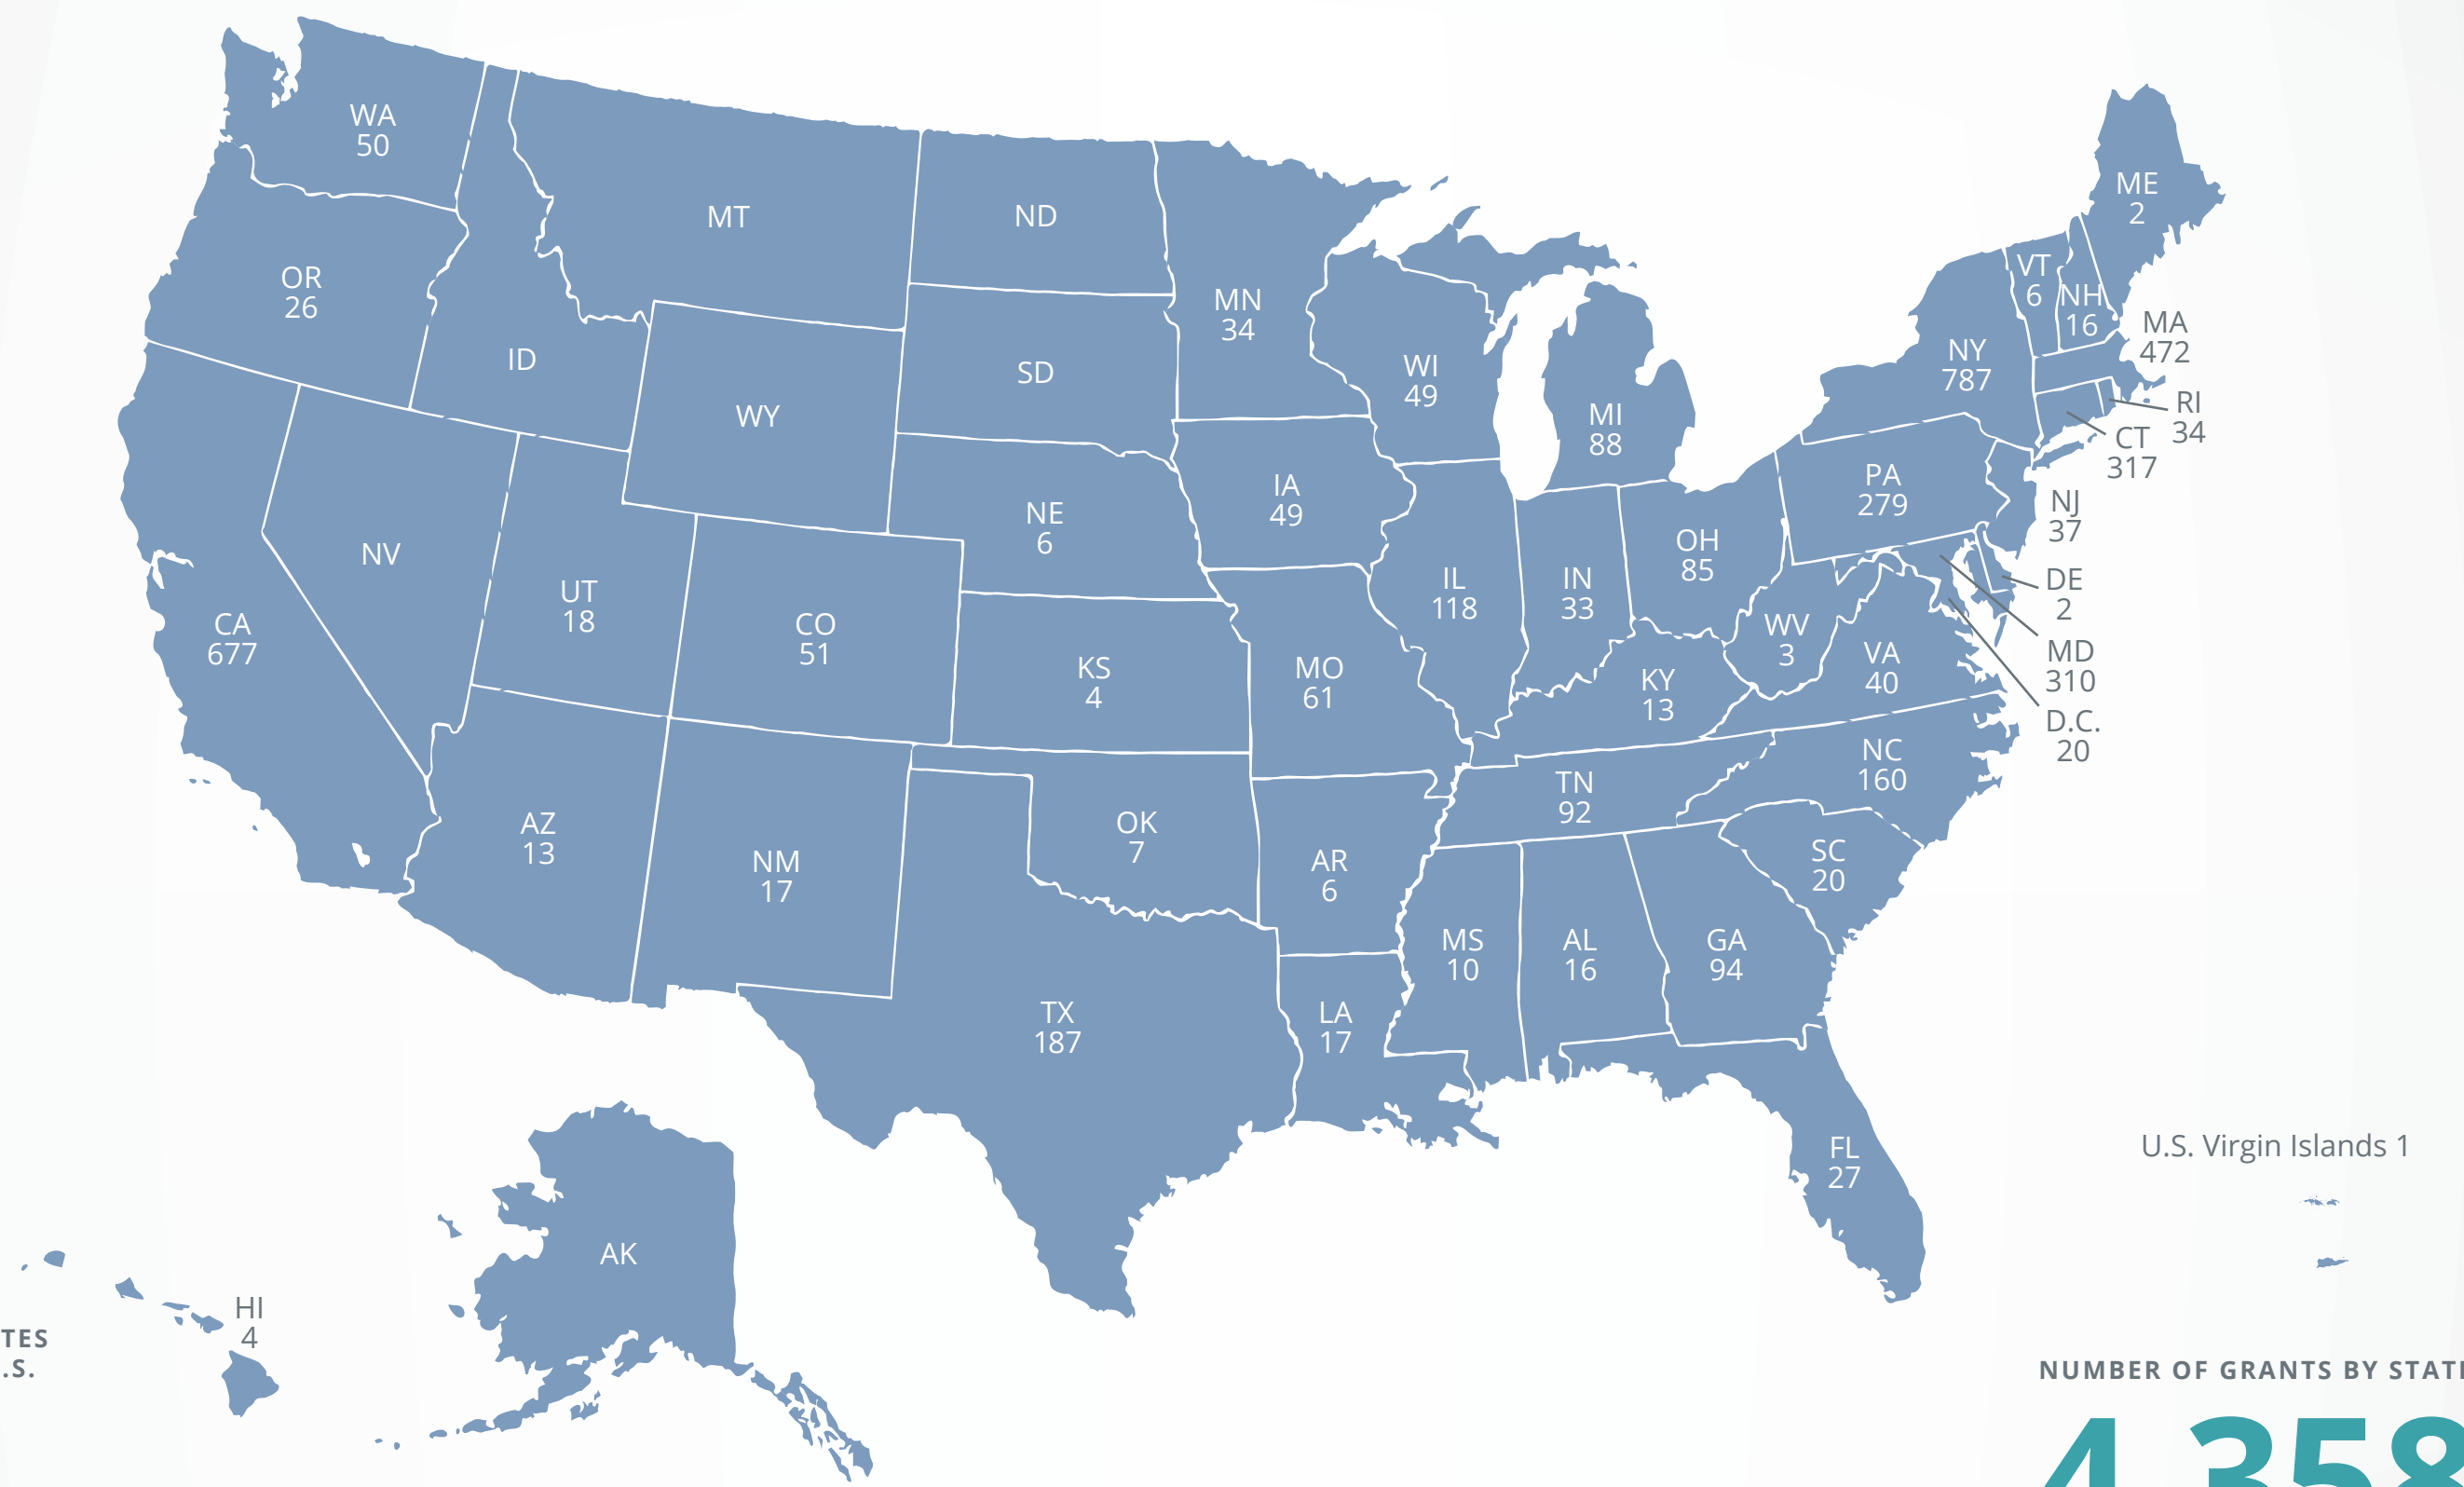 WA
50
OR
26
CA
677
NV
ID
MT
WY
UT
18
AZ
13
CO
51
NM
17
ND
SD
NE
6
KS
4
OK
7
TX
187
MN
34
IA
49
MO
61
AR
6
LA
17
WI
49
IL
118
MS
10
MI
88
IN
33
OH
85
KY
13
TN
92
AL
16
GA
94
FL
27
SC
20
NC
160
VA
40
WV
3
PA
279
NY
787
VT
6
NH
16
ME
2
MA
472
RI
34
CT
317
NJ
37
DE
2
MD
310
D.C.
20
AK
HI
4
TES
.S.
U.S. Virgin Islands 1
NUMBER OF GRANTS BY STATE
4,358